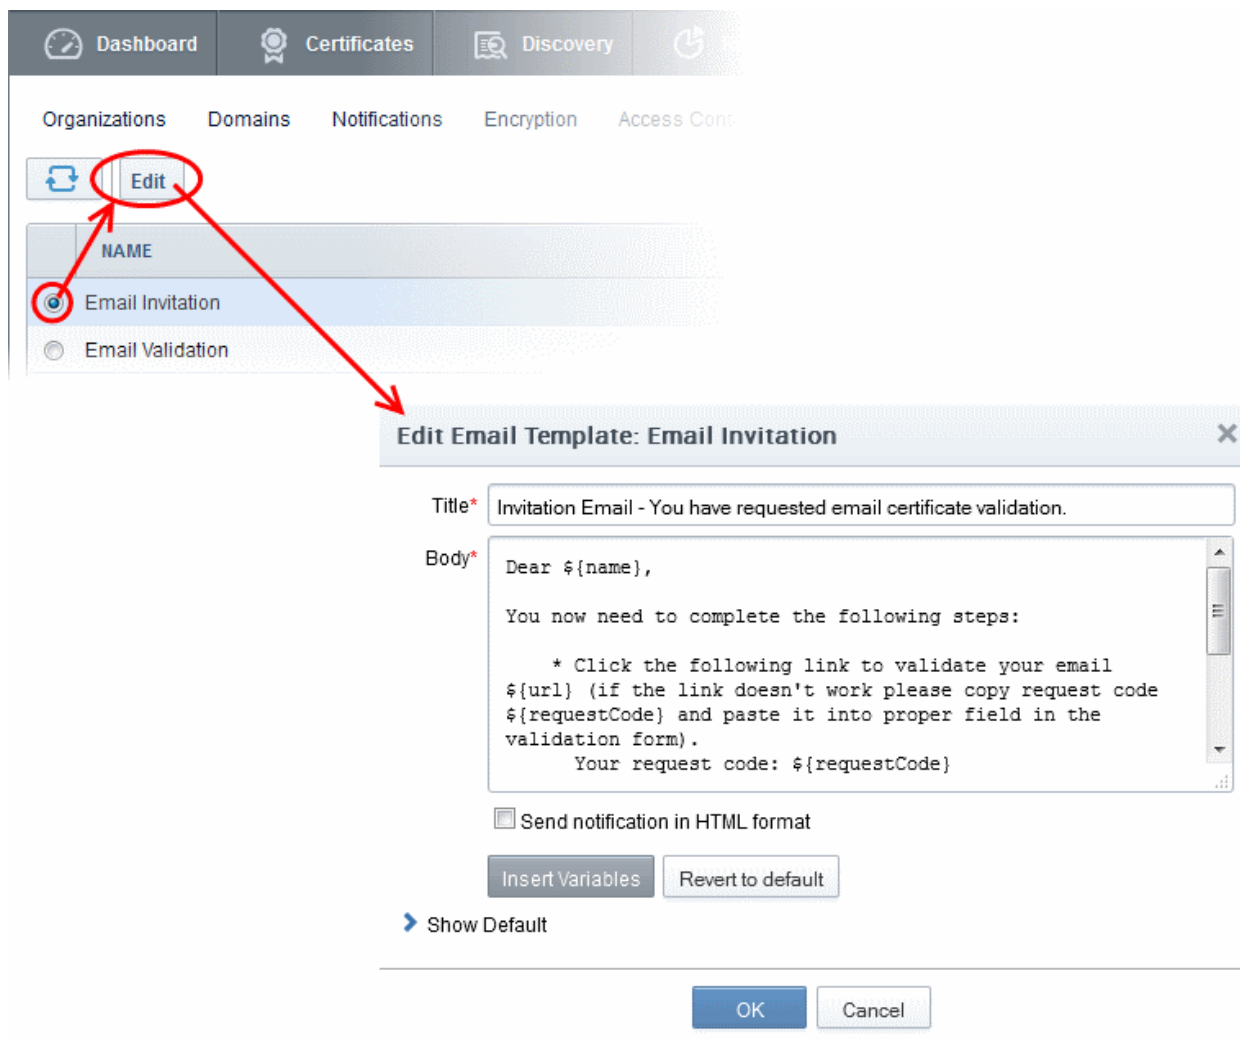 Dashboard Certificates Discovery
Organizations Domains Notifications Encryption Access
Edit
NAME
Email Invitation
Email Validation
Edit Email Template: Email Invitation
Title* Invitation Email - You have requested email certificate validation.
Body* Dear ${name},
You now need to complete the following steps:
* Click the following link to validate your email
${url} (if the link doesn't work please copy request code
${requestCode} and paste it into proper field in the
validation form).
Your request code: ${requestCode}
Send notification in HTML format
Insert Variables Revert to default
Show Default
OK Cancel